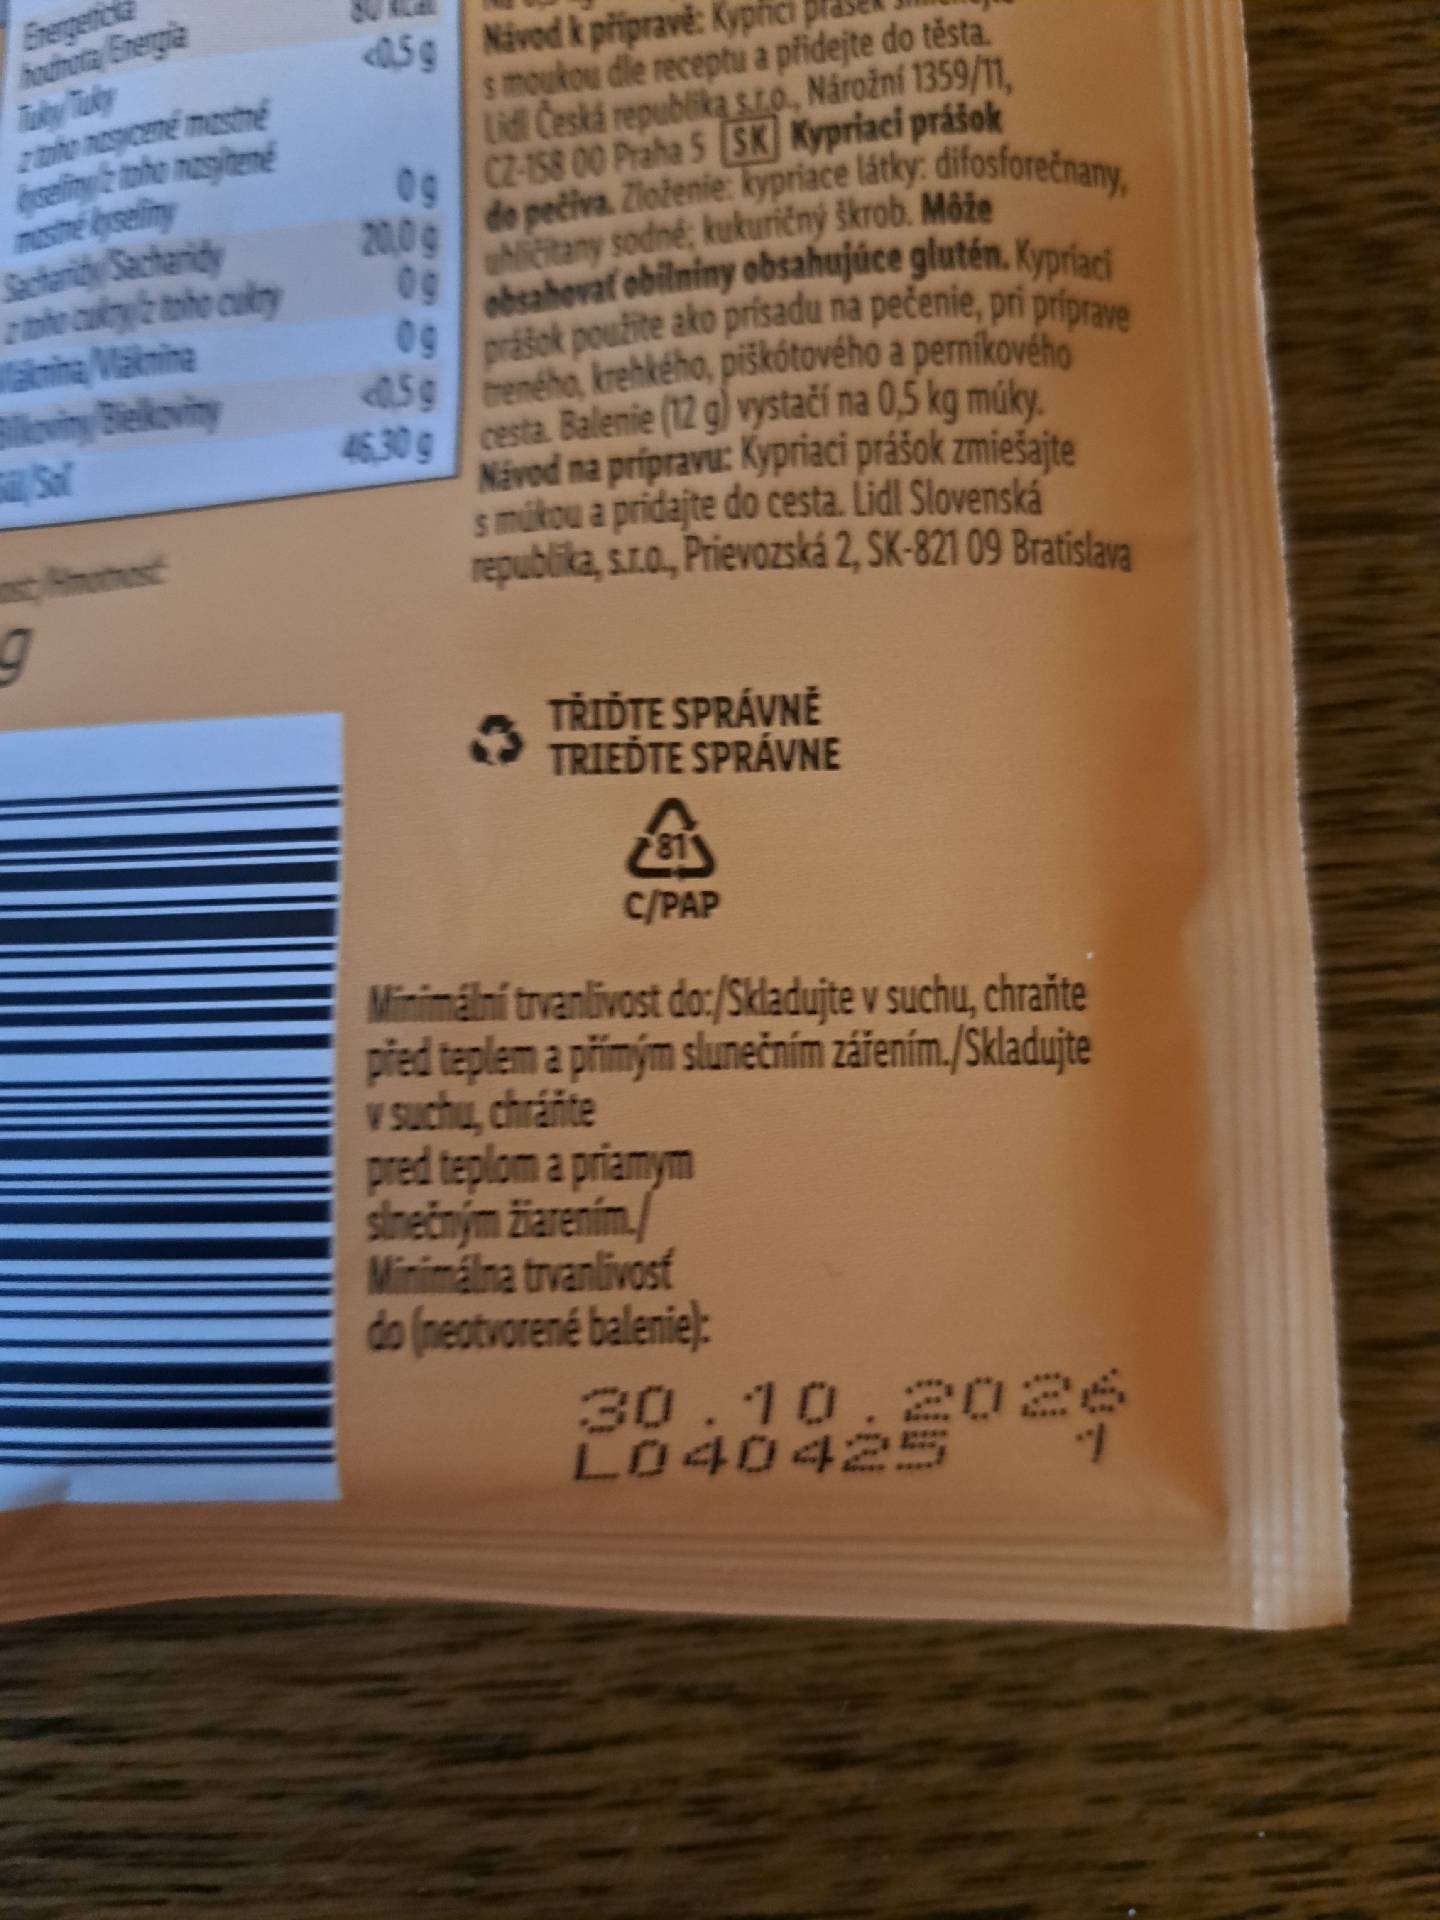 Energetická
hodnota/Energia
Tuky/Tuky
z toho nasycené mastné
kyseliny/z toho nasýtené
mastné kyseliny
Sacharidy/Sacharidy
z toho cukry/z toho cukry
Vláknina/Vláknina
Bílkoviny/Bielkoviny
Sůl/Soľ
80 kcal
<0,5 g
0 g
20,0 g
0 g
0 g
<0,5 g
46,30 g
g
Návod k přípravě: Kypřicí prášek
s moukou dle receptu a přidejte do těsta.
Lidl Česká republika s.r.o., Nárožní 1359/11,
CZ-158 00 Praha 5 SK Kypriaci prášok
do pečiva. Zloženie: kypriace látky: difosforečnany,
uhličitany sodné; kukuričný škrob. Môže
obsahovať obilniny obsahujúce glutén. Kypriaci
prášok použite ako prísadu na pečenie, pri príprave
treného, krehkého, piškótového a perníkového
cesta. Balenie (12 g) vystačí na 0,5 kg múky.
Návod na prípravu: Kypriaci prášok zmiešajte
s múkou a pridajte do cesta. Lidl Slovenská
republika, s.r.o., Prievozská 2, SK-821 09 Bratislava
TŘIĎTE SPRÁVNĚ
TRIEĎTE SPRÁVNE
81
C/PAP
Minimální trvanlivost do:/Skladujte v suchu, chraňte
před teplem a přímým slunečním zářením./Skladujte
v suchu, chráňte
pred teplom a priamym
slnečným žiarením./
Minimálna trvanlivosť
do (neotvorené balenie):
30.10.2026
L040425 1